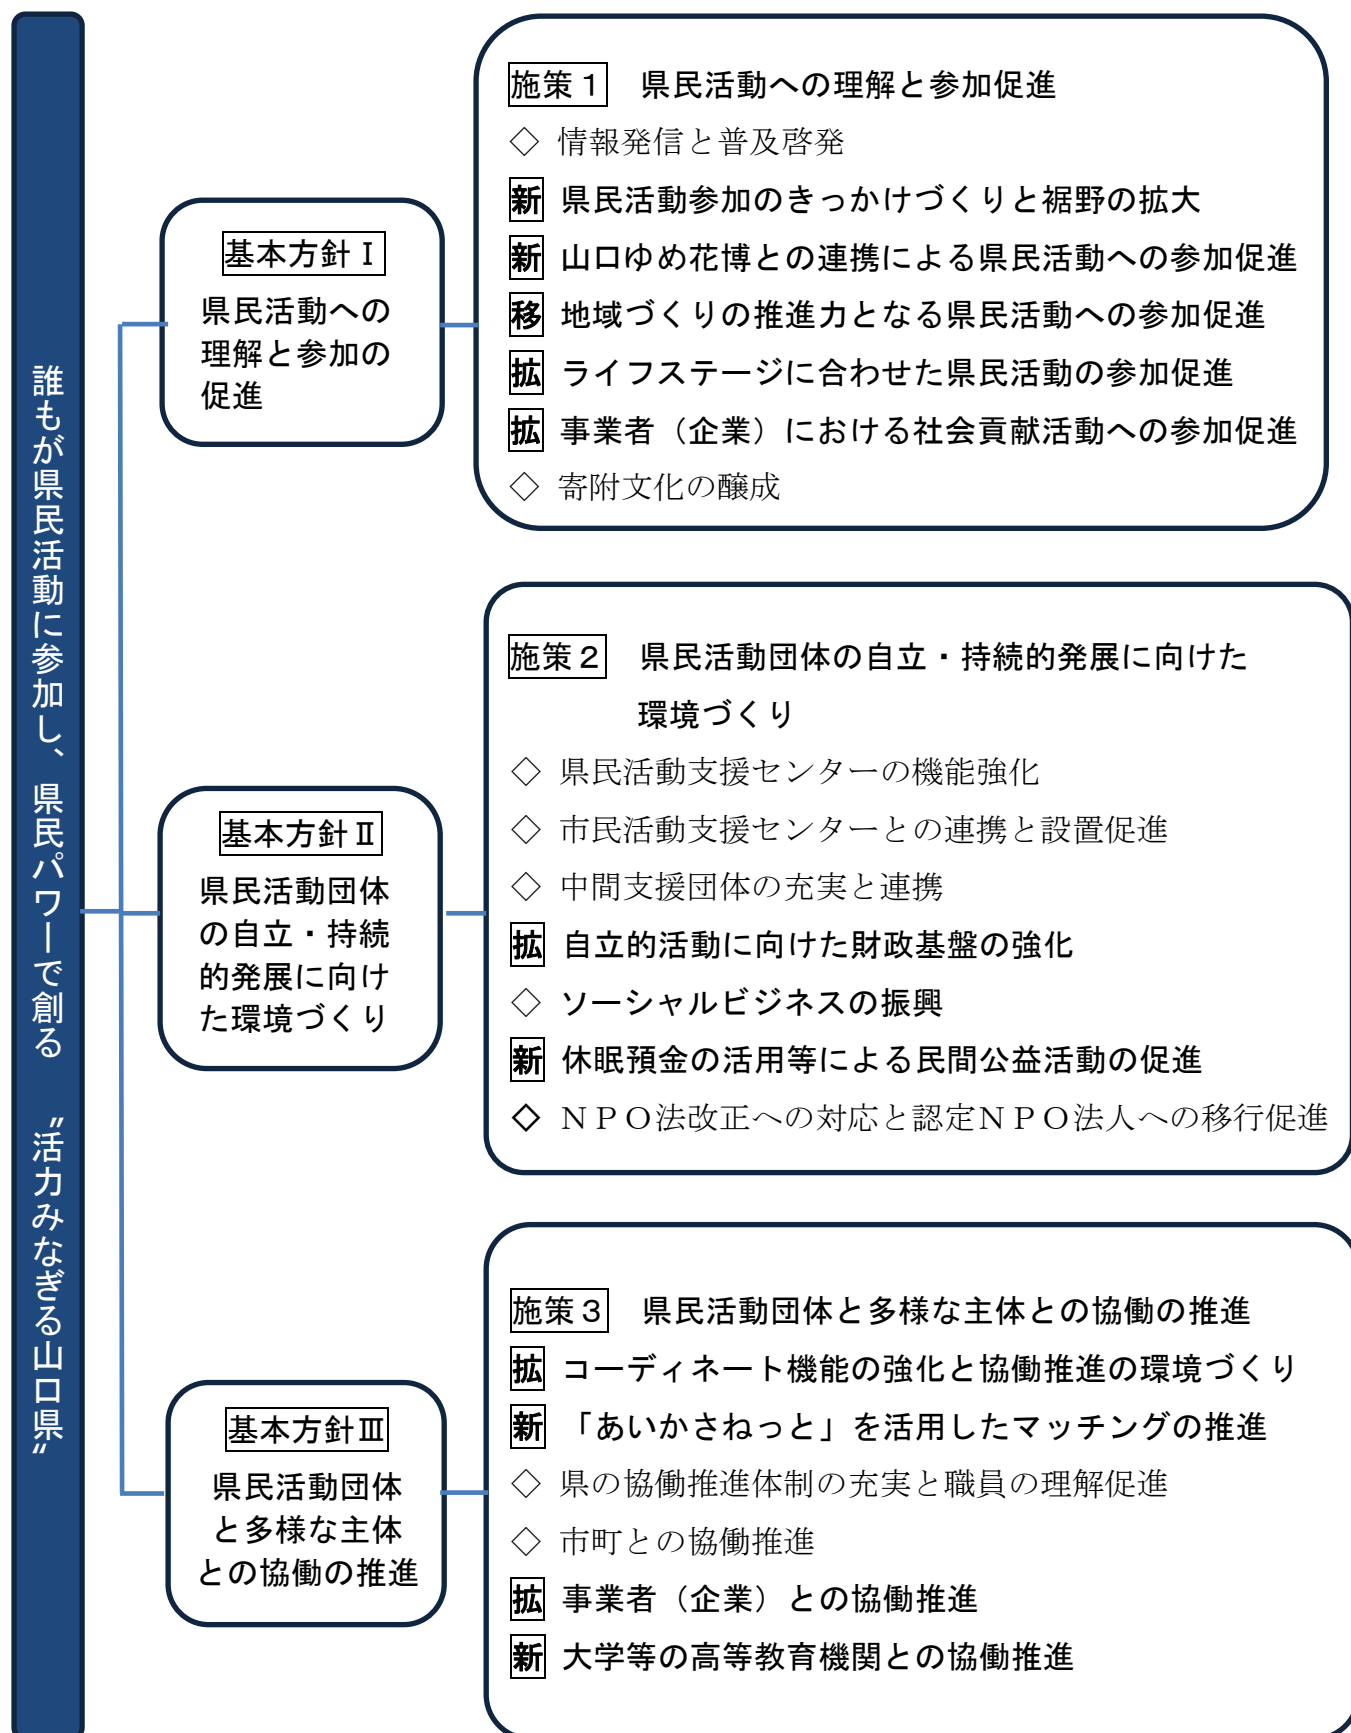 誰もが県民活動に参加し、県民パワーで創る　〝活力みなぎる山口県〟
基本方針Ⅰ
県民活動への
理解と参加の
促進
施策１　県民活動への理解と参加促進
◇ 情報発信と普及啓発
新 県民活動参加のきっかけづくりと裾野の拡大
新 山口ゆめ花博との連携による県民活動への参加促進
移 地域づくりの推進力となる県民活動への参加促進
拡 ライフステージに合わせた県民活動の参加促進
拡 事業者（企業）における社会貢献活動への参加促進
◇ 寄附文化の醸成
基本方針Ⅱ
県民活動団体
の自立・持続
的発展に向け
た環境づくり
施策２　県民活動団体の自立・持続的発展に向けた
環境づくり
◇ 県民活動支援センターの機能強化
◇ 市民活動支援センターとの連携と設置促進
◇ 中間支援団体の充実と連携
拡 自立的活動に向けた財政基盤の強化
◇ ソーシャルビジネスの振興
新 休眠預金の活用等による民間公益活動の促進
◇ ＮＰＯ法改正への対応と認定ＮＰＯ法人への移行促進
基本方針Ⅲ
県民活動団体
と多様な主体
との協働の推進
施策３　県民活動団体と多様な主体との協働の推進
拡 コーディネート機能の強化と協働推進の環境づくり
新 「あいかさねっと」を活用したマッチングの推進
◇ 県の協働推進体制の充実と職員の理解促進
◇ 市町との協働推進
拡 事業者（企業）との協働推進
新 大学等の高等教育機関との協働推進